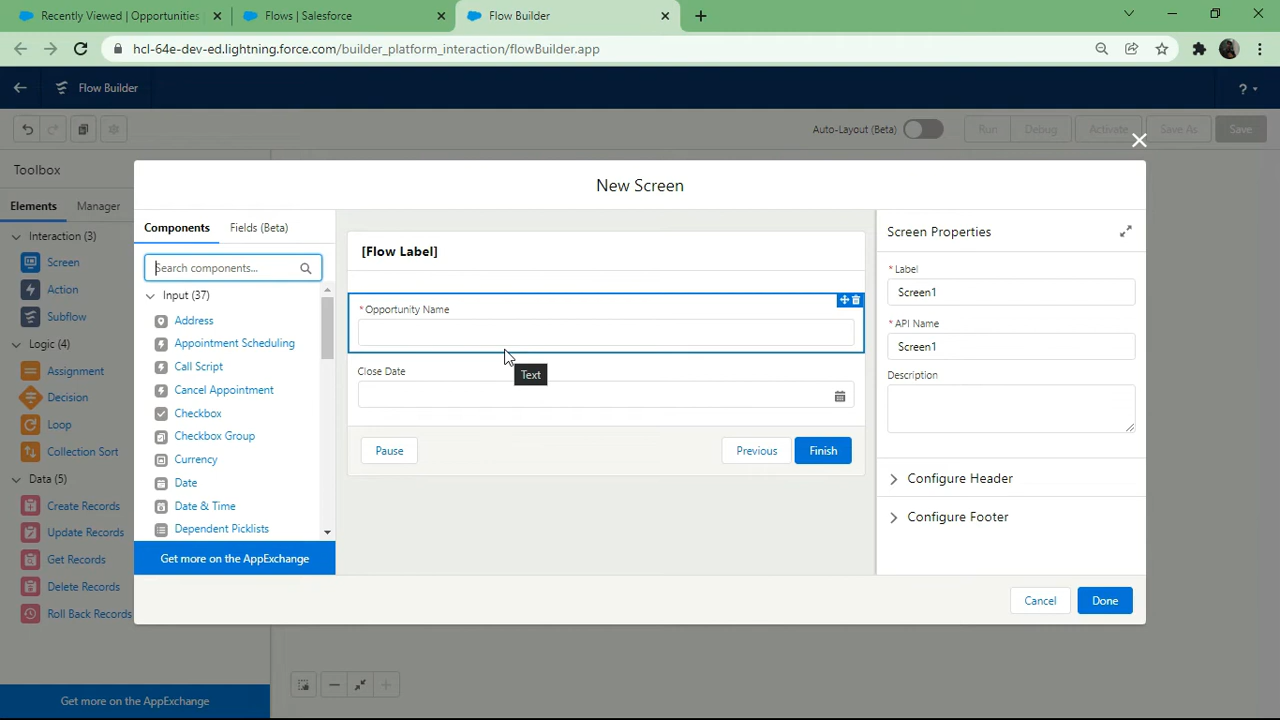 Recently Viewed | Opportunities
Flows | Salesforce
Flow Builder
hcl-64e-dev-ed.lightning.force.com/builder_platform_interaction/flowBuilder.app
Flow Builder
?
Auto-Layout (Beta)
Run
Debug
Activate
Save As
Save
Toolbox
Elements
Manager
Interaction (3)
Screen
Action
Subflow
Logic (4)
Assignment
Decision
Loop
Collection Sort
Data (5)
Create Records
Update Records
Get Records
Delete Records
Roll Back Records
Get more on the AppExchange
New Screen
Components
Fields (Beta)
Search components...
Input (37)
Address
Appointment Scheduling
Call Script
Cancel Appointment
Checkbox
Checkbox Group
Currency
Date
Date & Time
Dependent Picklists
Get more on the AppExchange
[Flow Label]
* Opportunity Name
Text
Close Date
Pause
Previous
Finish
Screen Properties
* Label
Screen1
* API Name
Screen1
Description
Configure Header
Configure Footer
Cancel
Done